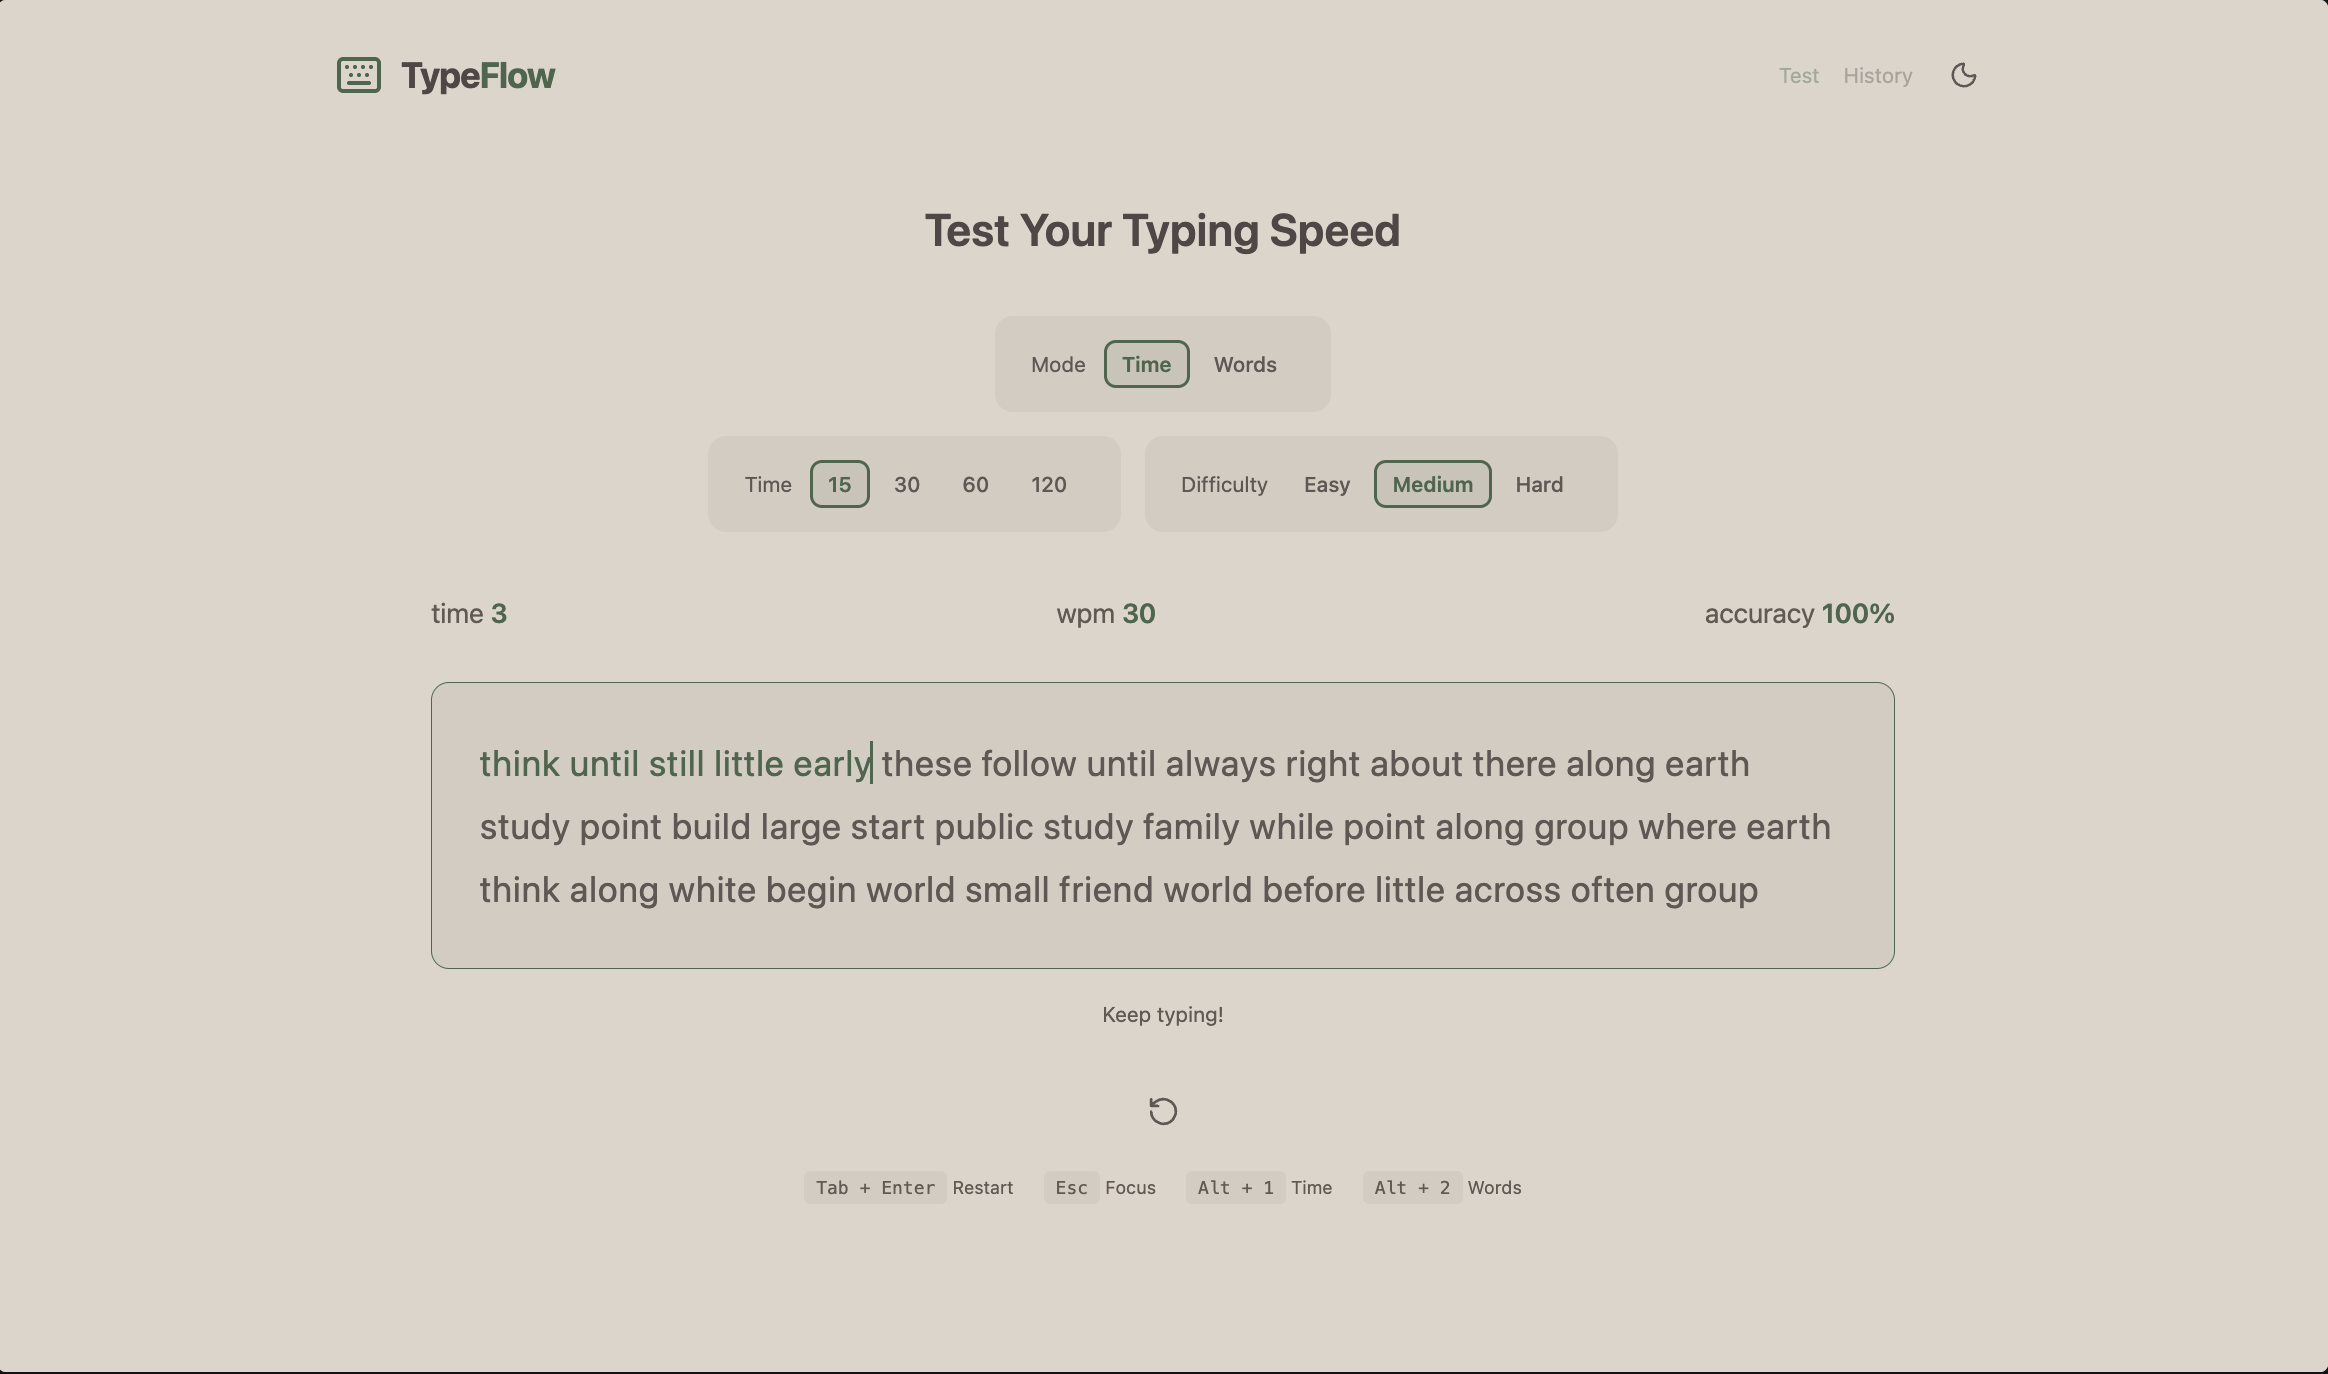 TypeFlow
Test History
Test Your Typing Speed
Mode Time Words
Time 15 30 60 120
Difficulty Easy Medium Hard
time 3
wpm 30
accuracy 100%
think until still little early these follow until always right about there along earth
study point build large start public study family while point along group where earth
think along white begin world small friend world before little across often group
Keep typing!
Tab + Enter Restart Esc Focus Alt + 1 Time Alt + 2 Words